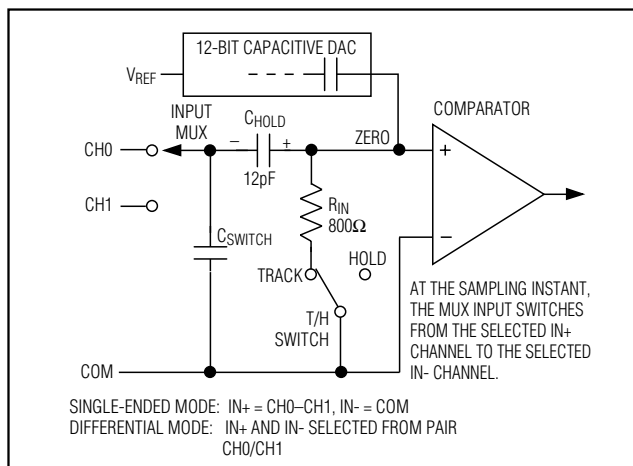 12-BIT CAPACITIVE DAC
VREF
COMPARATOR
INPUT
MUX
CHOLD
ZERO
CH0
− +
12pF
+
CH1
RIN
800Ω
CSWITCH
−
HOLD
TRACK
T/H
SWITCH
AT THE SAMPLING INSTANT,
THE MUX INPUT SWITCHES
FROM THE SELECTED IN+
CHANNEL TO THE SELECTED
IN- CHANNEL.
COM
SINGLE-ENDED MODE: IN+ = CH0–CH1, IN- = COM
DIFFERENTIAL MODE: IN+ AND IN- SELECTED FROM PAIR
CH0/CH1